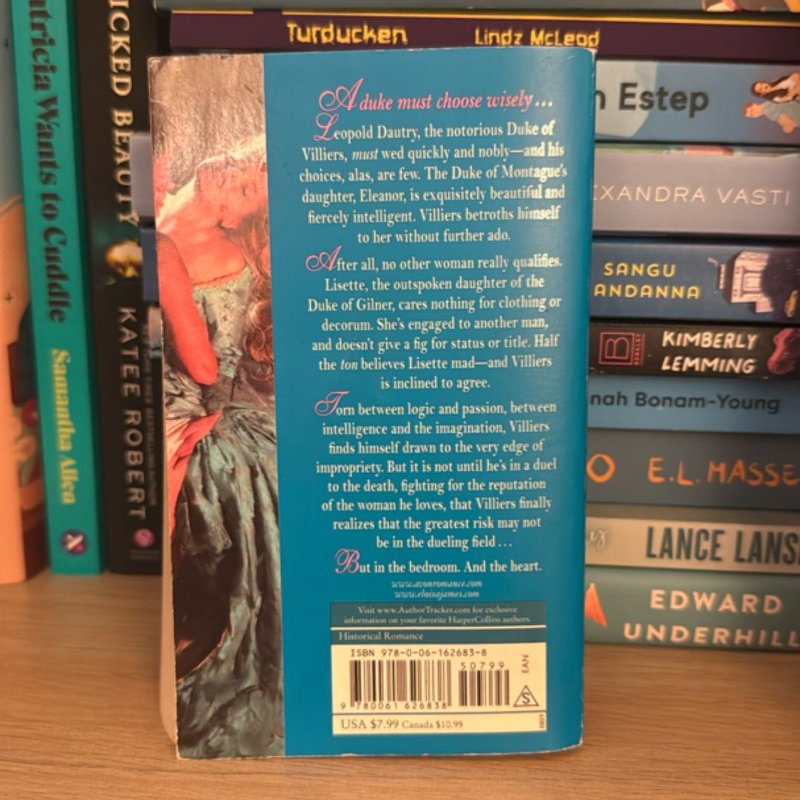 Turducken Lindz McLeod
atricia Wants to Cuddle
Samantha Allen
ICKED BEAUTY
KATEE ROBERT
A duke must choose wisely...
Leopold Dautry, the notorious Duke of
Villiers, must wed quickly and nobly—and his
choices, alas, are few. The Duke of Montague's
daughter, Eleanor, is exquisitely beautiful and
fiercely intelligent. Villiers betroths himself
to her without further ado.
After all, no other woman really qualifies.
Lisette, the outspoken daughter of the
Duke of Gilner, cares nothing for clothing or
decorum. She's engaged to another man,
and doesn't give a fig for status or title. Half
the ton believes Lisette mad—and Villiers
is inclined to agree.
Torn between logic and passion, between
intelligence and the imagination, Villiers
finds himself drawn to the very edge of
impropriety. But it is not until he's in a duel
to the death, fighting for the reputation
of the woman he loves, that Villiers finally
realizes that the greatest risk may not
be in the dueling field...
But in the bedroom. And the heart.
www.avonromance.com
www.eloisajames.com
Visit www.AuthorTracker.com for exclusive
information on your favorite HarperCollins authors.
Historical Romance
ISBN 978-0-06-162683-8
50799
EAN
9 780061 626838
S
0809
USA $7.99 Canada $10.99
n Estep
EXANDRA VASTI
SANGU
ANDANNA
B
BERKLEY
KIMBERLY
LEMMING
nah Bonam-Young
O E.L. MASSE
LANCE LANS
EDWARD
UNDERHILL